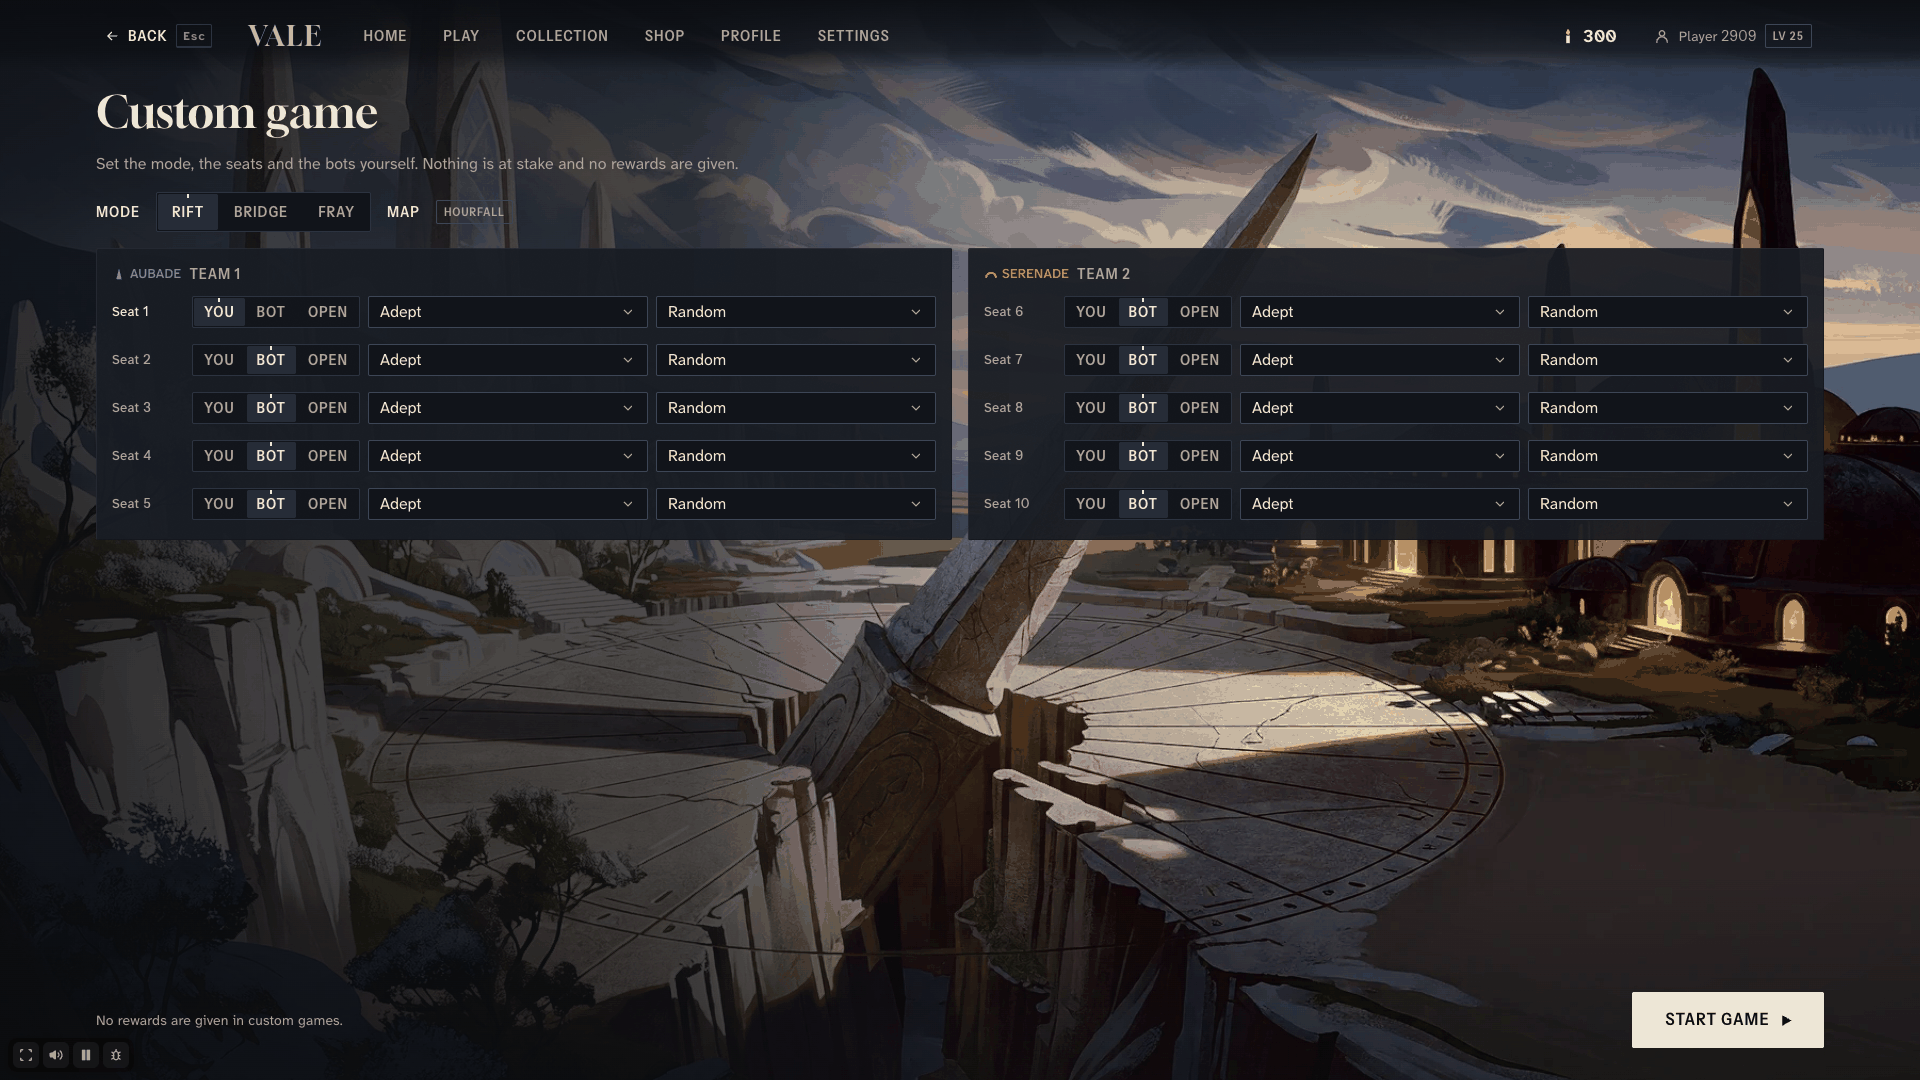 BACK Esc VALE HOME PLAY COLLECTION SHOP PROFILE SETTINGS 300 Player 2909 LV 25
Custom game
Set the mode, the seats and the bots yourself. Nothing is at stake and no rewards are given.
MODE RIFT BRIDGE FRAY MAP HOURFALL
AUBADE TEAM 1
Seat 1 YOU BOT OPEN Adept Random
Seat 2 YOU BOT OPEN Adept Random
Seat 3 YOU BOT OPEN Adept Random
Seat 4 YOU BOT OPEN Adept Random
Seat 5 YOU BOT OPEN Adept Random
SERENADE TEAM 2
Seat 6 YOU BOT OPEN Adept Random
Seat 7 YOU BOT OPEN Adept Random
Seat 8 YOU BOT OPEN Adept Random
Seat 9 YOU BOT OPEN Adept Random
Seat 10 YOU BOT OPEN Adept Random
No rewards are given in custom games.
START GAME